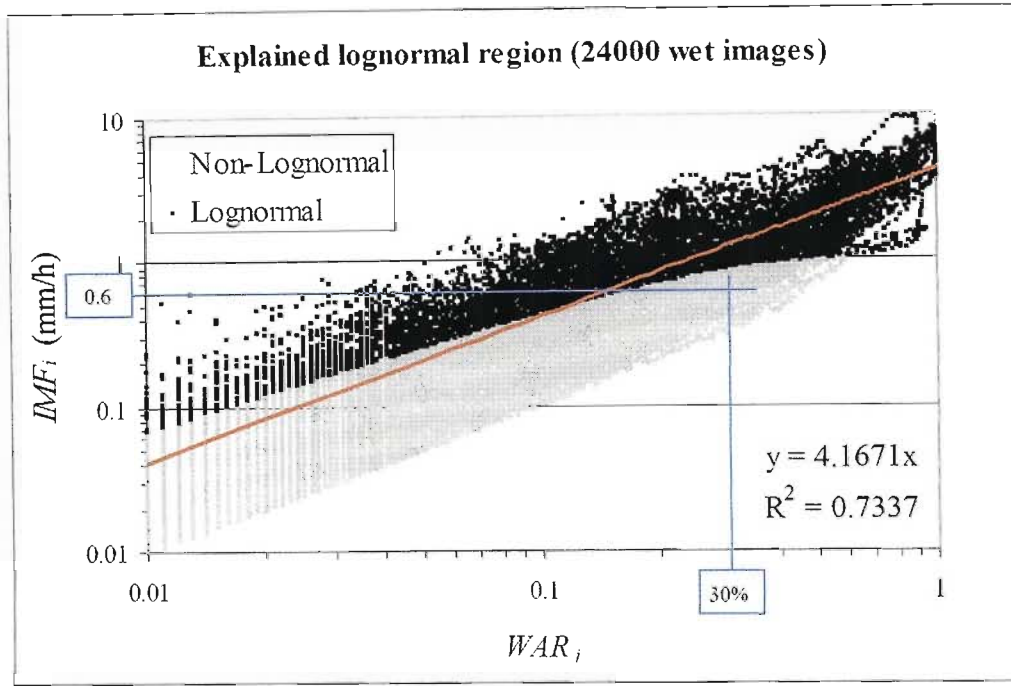 Explained lognormal region (24000 wet images)
10
Non-Lognormal
Lognormal
1
0.6
IMFi (mm/h)
0.1
y = 4.1671x
R² = 0.7337
0.01
0.01
0.1
30%
1
WARi